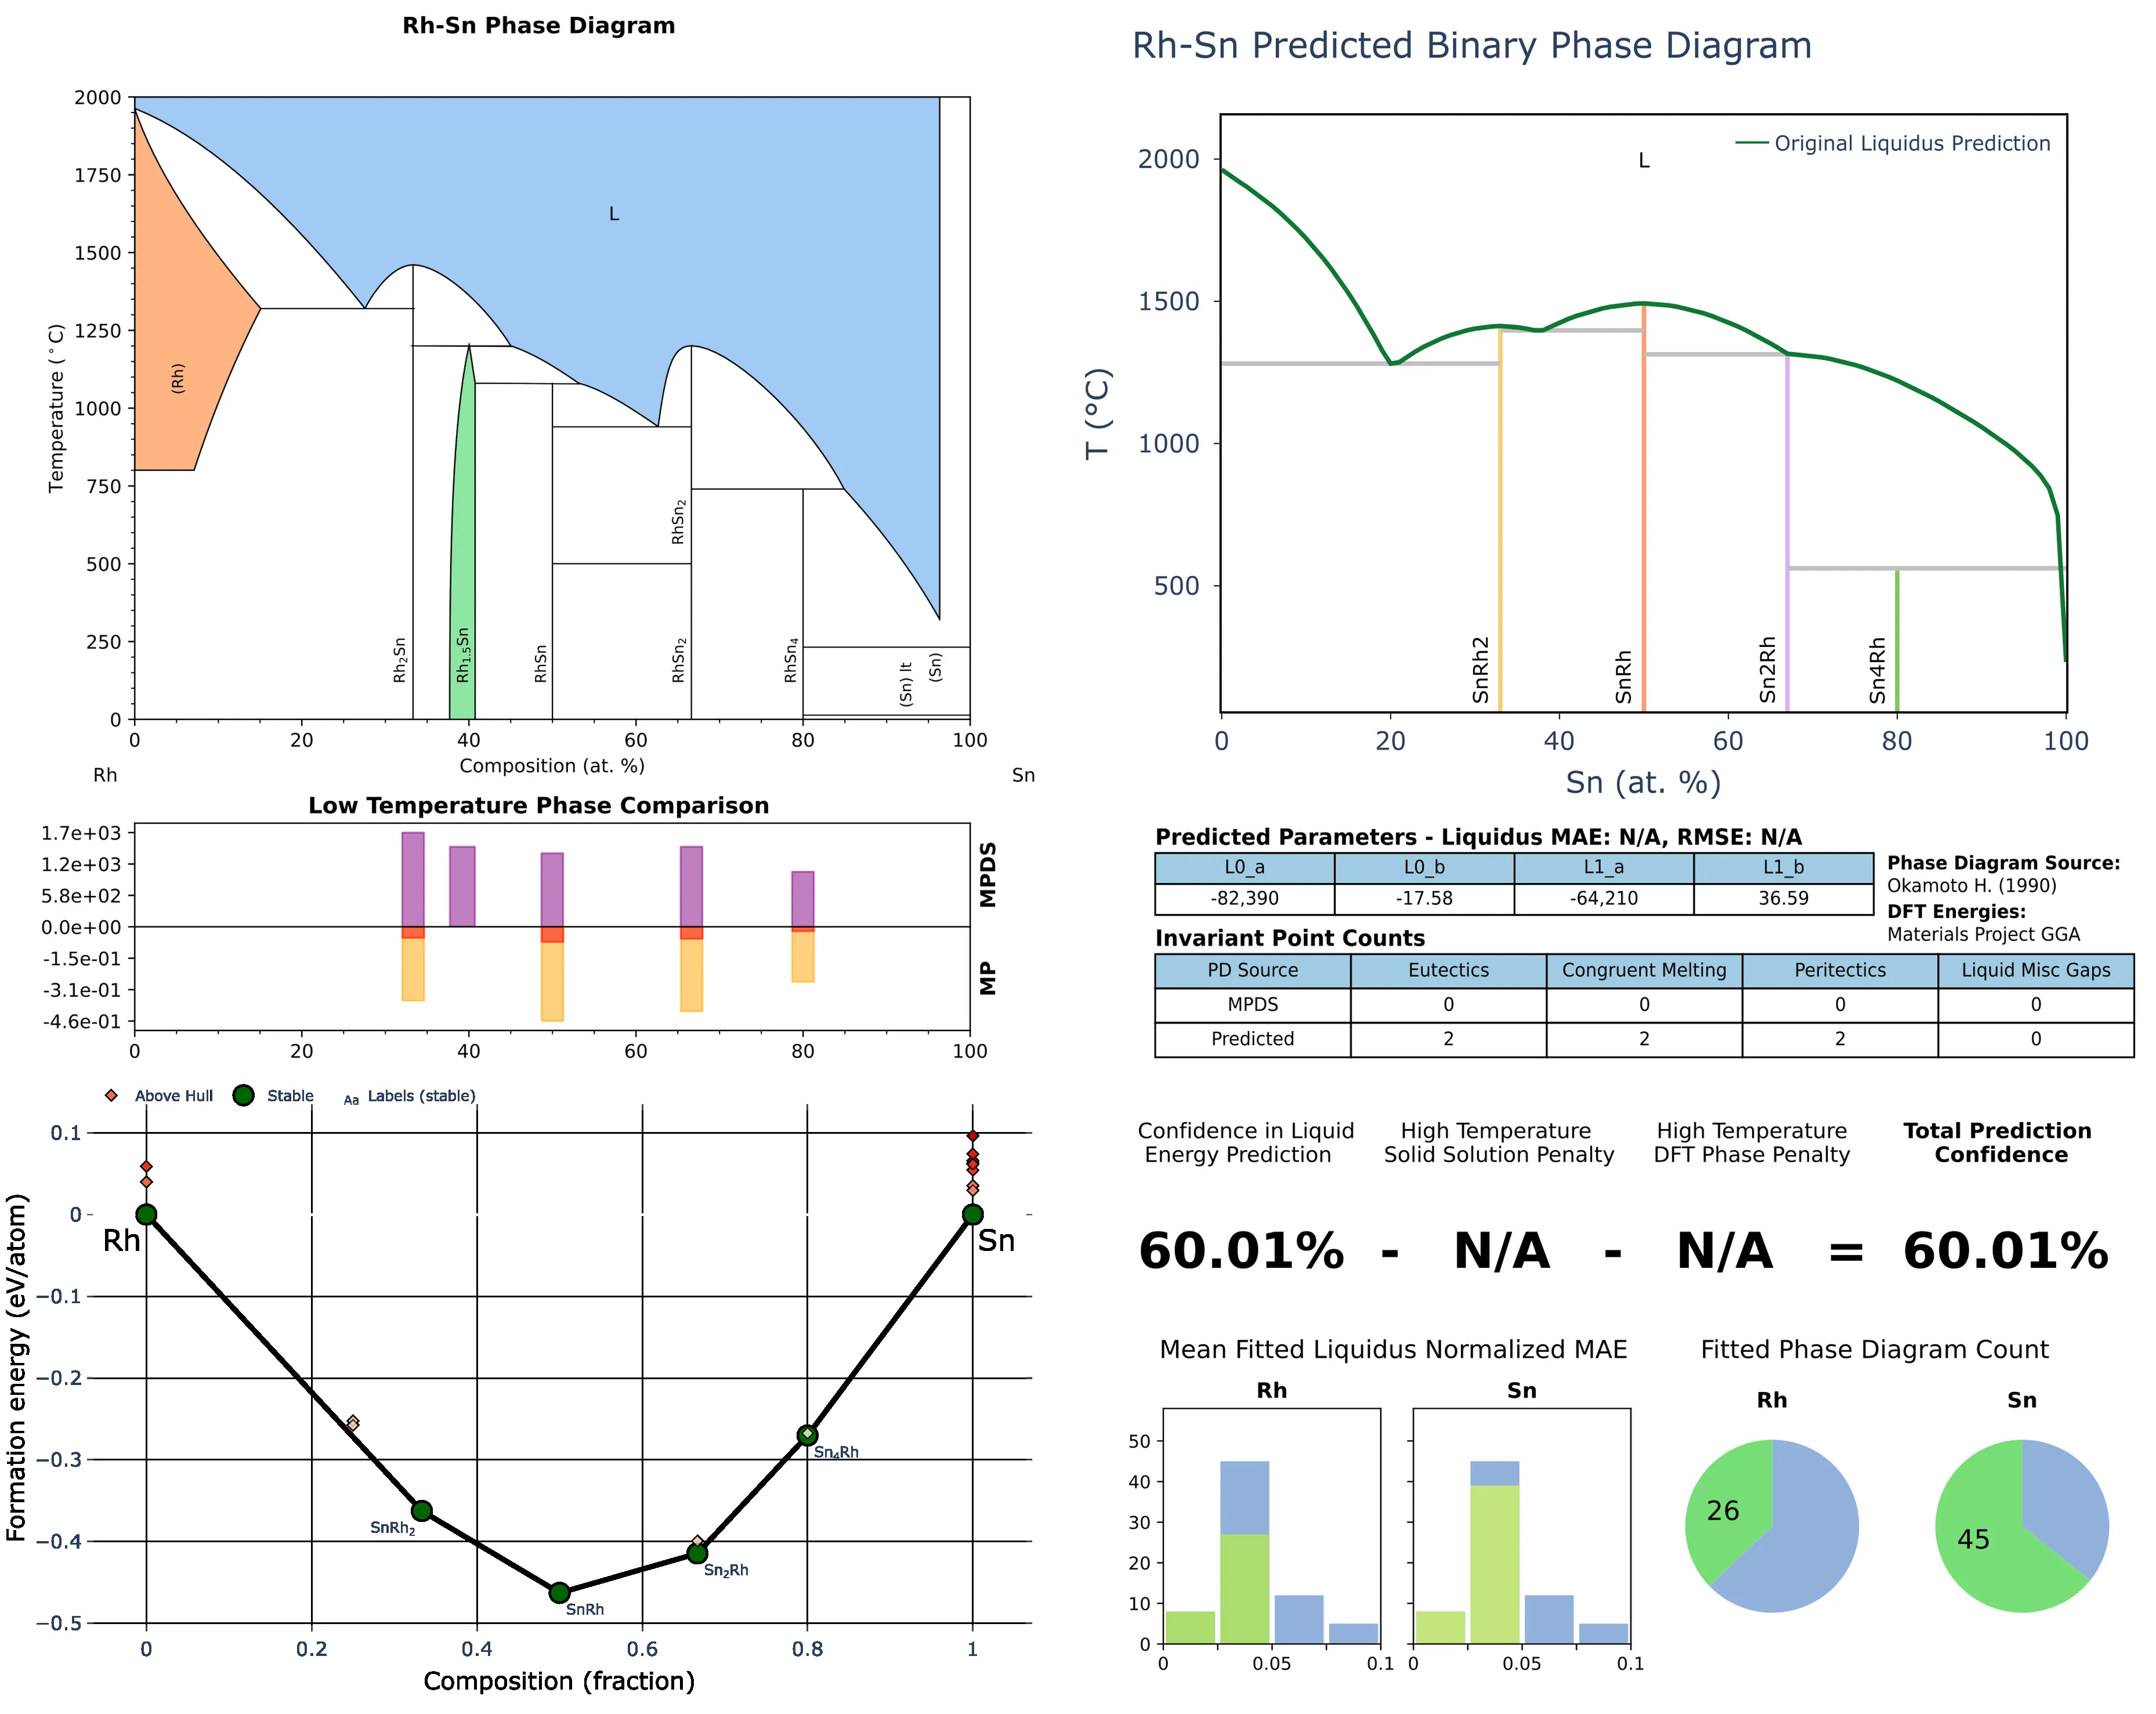 Rh-Sn Phase Diagram
2000
1750
1500
1250
1000
750
500
250
0
Temperature (°C)
L
(Rh)
Rh2Sn
Rh1.5Sn
RhSn
RhSn2
RhSn2
RhSn4
(Sn) lt
(Sn)
0 20 40 60 80 100
Composition (at. %)
Rh Sn
Low Temperature Phase Comparison
1.7e+03
1.2e+03
5.8e+02
0.0e+00
-1.5e-01
-3.1e-01
-4.6e-01
MPDS
MP
0 20 40 60 80 100
Above Hull Stable Aa Labels (stable)
0.1
0
−0.1
−0.2
−0.3
−0.4
−0.5
Formation energy (eV/atom)
Rh
Sn
SnRh2
SnRh
Sn2Rh
Sn4Rh
0 0.2 0.4 0.6 0.8 1
Composition (fraction)
Rh-Sn Predicted Binary Phase Diagram
Original Liquidus Prediction
L
2000
1500
1000
500
T (°C)
SnRh2
SnRh
Sn2Rh
Sn4Rh
0 20 40 60 80 100
Sn (at. %)
Predicted Parameters - Liquidus MAE: N/A, RMSE: N/A
L0_a L0_b L1_a L1_b
-82,390 -17.58 -64,210 36.59
Phase Diagram Source:
Okamoto H. (1990)
DFT Energies:
Materials Project GGA
Invariant Point Counts
PD Source Eutectics Congruent Melting Peritectics Liquid Misc Gaps
MPDS 0 0 0 0
Predicted 2 2 2 0
Confidence in Liquid
Energy Prediction
High Temperature
Solid Solution Penalty
High Temperature
DFT Phase Penalty
Total Prediction
Confidence
60.01% - N/A - N/A = 60.01%
Mean Fitted Liquidus Normalized MAE
Rh Sn
50
40
30
20
10
0
0 0.05 0.1
0 0.05 0.1
Fitted Phase Diagram Count
Rh Sn
26
45